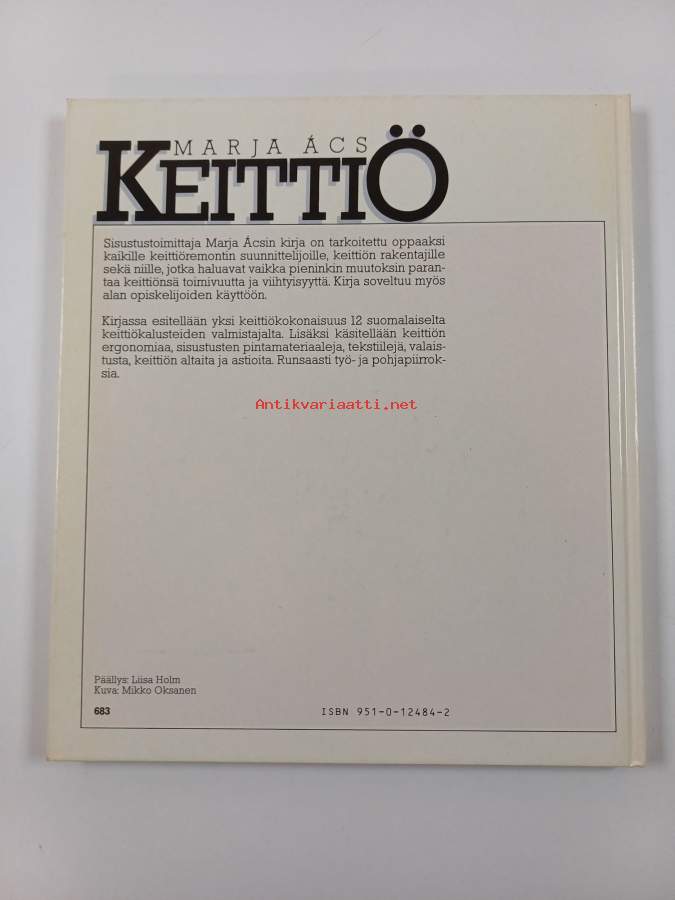 MARJA ÁCS
KEITTIÖ
Sisustustoimittaja Marja Ácsin kirja on tarkoitettu oppaaksi
kaikille keittiöremontin suunnittelijoille, keittiön rakentajille
sekä niille, jotka haluavat vaikka pieninkin muutoksin paran-
taa keittiönsä toimivuutta ja viihtyisyyttä. Kirja soveltuu myös
alan opiskelijoiden käyttöön.
Kirjassa esitellään yksi keittiökokonaisuus 12 suomalaiselta
keittiökalusteiden valmistajalta. Lisäksi käsitellään keittiön
ergonomiaa, sisustusten pintamateriaaleja, tekstiilejä, valais-
tusta, keittiön altaita ja astioita. Runsaasti työ- ja pohjapiirrok-
sia.
Antikvariaatti.net
Päällys: Liisa Holm
Kuva: Mikko Oksanen
683
ISBN 951-0-12484-2